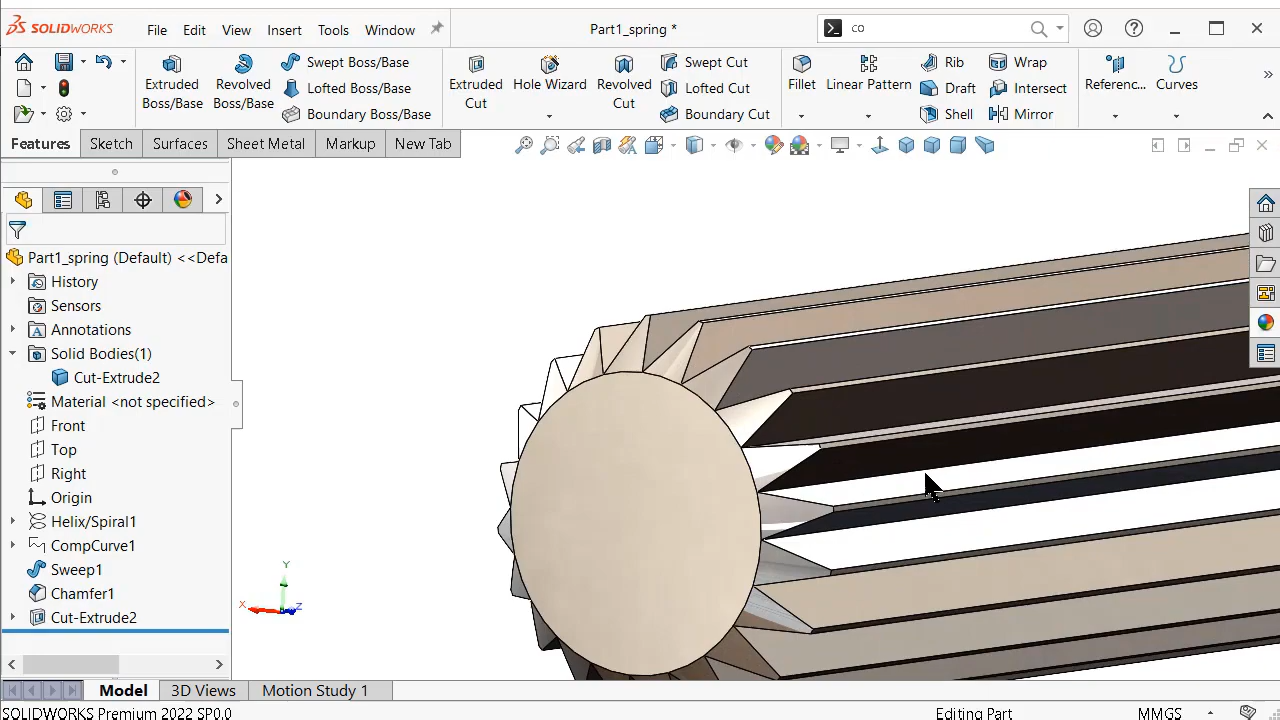 SOLIDWORKS
File Edit View Insert Tools Window
Part1_spring *
co
Extruded Boss/Base
Revolved Boss/Base
Swept Boss/Base
Lofted Boss/Base
Boundary Boss/Base
Extruded Cut
Hole Wizard
Revolved Cut
Swept Cut
Lofted Cut
Boundary Cut
Fillet
Linear Pattern
Rib
Draft
Shell
Wrap
Intersect
Mirror
Referenc...
Curves
Features Sketch Surfaces Sheet Metal Markup New Tab
Part1_spring (Default) <<Defa
History
Sensors
Annotations
Solid Bodies(1)
Cut-Extrude2
Material <not specified>
Front
Top
Right
Origin
Helix/Spiral1
CompCurve1
Sweep1
Chamfer1
Cut-Extrude2
Y
X
Z
Model 3D Views Motion Study 1
SOLIDWORKS Premium 2022 SP0.0
Editing Part
MMGS